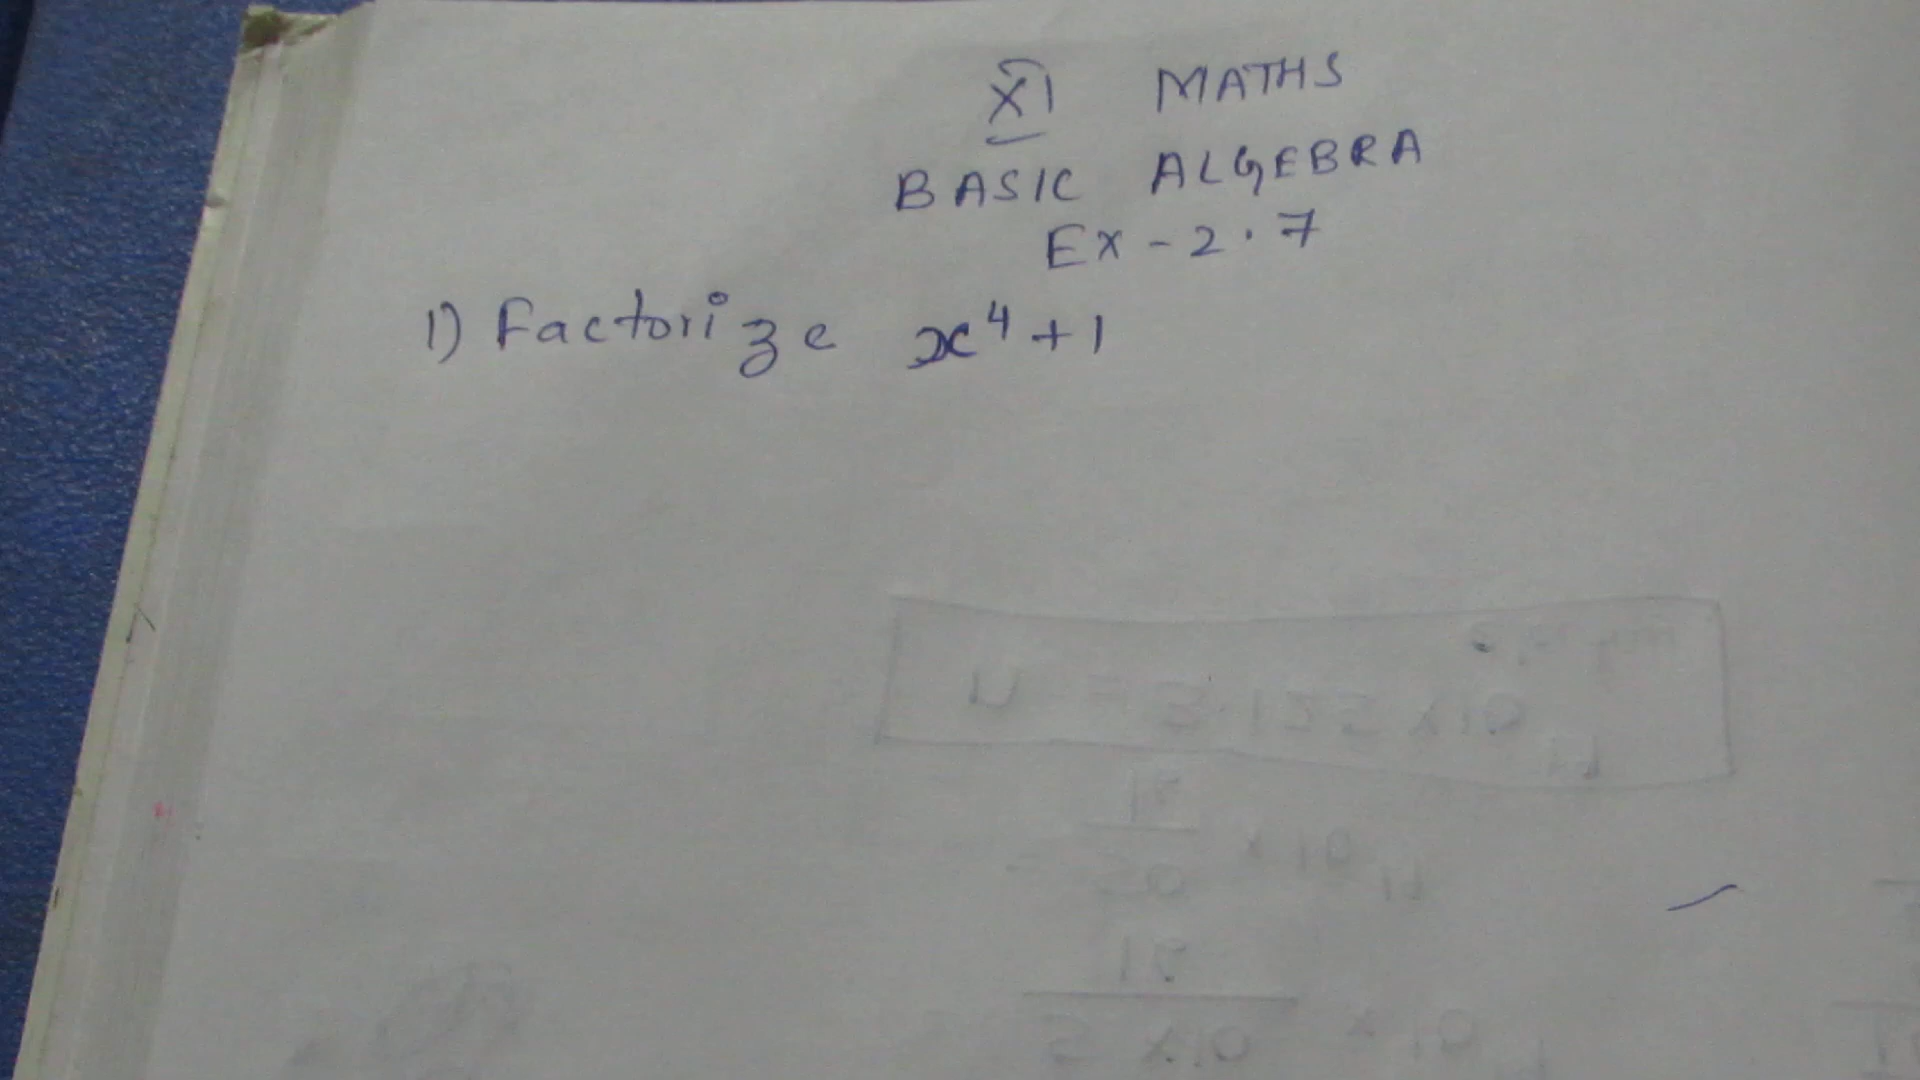 XI MATHS
BASIC ALGEBRA
Ex - 2.7
1) Factorize x⁴ + 1